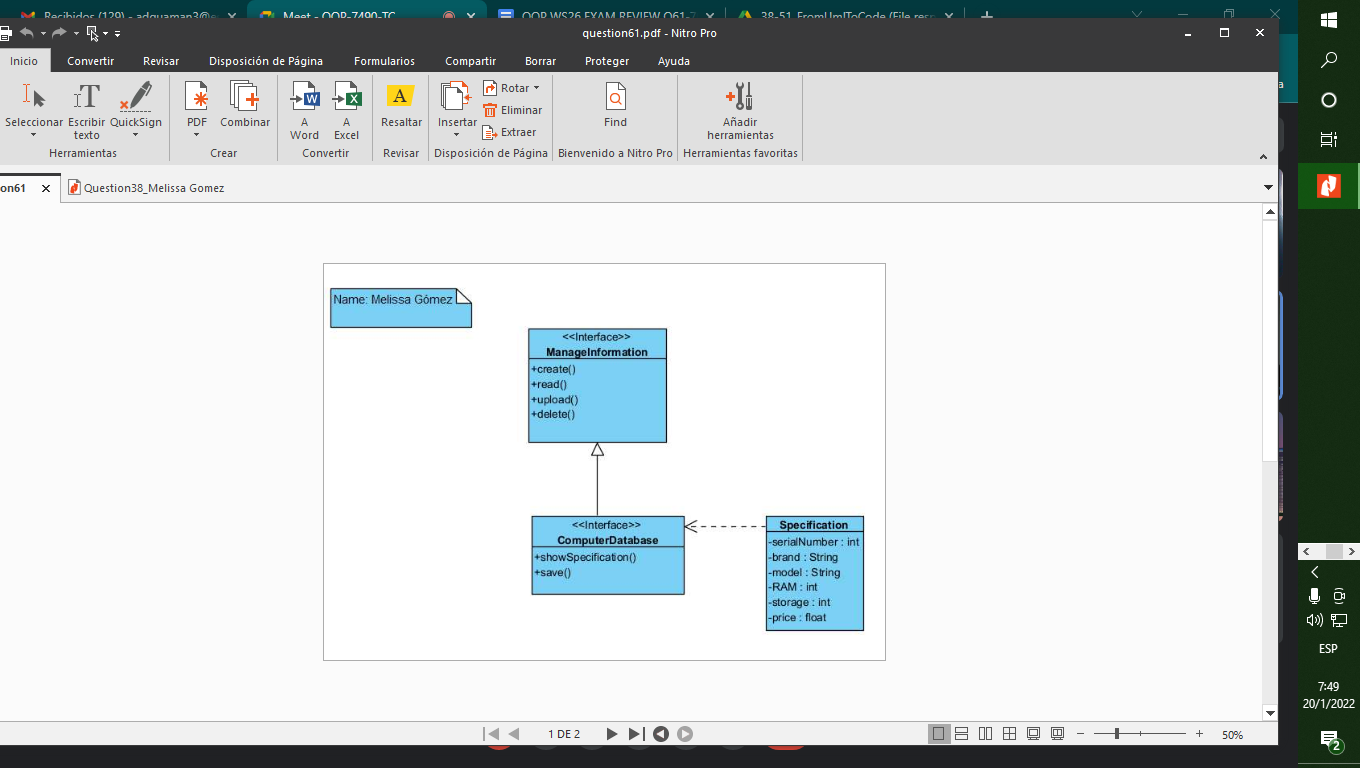 Recibidos (129) - adguaman3@e
Meet - OOP-7490-TC
OOP WS26 EXAM REVIEW Q61-7
38-51 FromUmlToCode (File resp
question61.pdf - Nitro Pro
Inicio Convertir Revisar Disposición de Página Formularios Compartir Borrar Proteger Ayuda
Seleccionar
Escribir
texto
QuickSign
Herramientas
PDF
Combinar
Crear
A
Word
A
Excel
Convertir
Resaltar
Revisar
Insertar
Rotar
Eliminar
Extraer
Disposición de Página
Find
Bienvenido a Nitro Pro
Añadir
herramientas
Herramientas favoritas
on61
Question38_Melissa Gomez
Name: Melissa Gómez
<<Interface>>
ManageInformation
+create()
+read()
+upload()
+delete()
<<Interface>>
ComputerDatabase
+showSpecification()
+save()
Specification
-serialNumber : int
-brand : String
-model : String
-RAM : int
-storage : int
-price : float
1 DE 2
50%
ESP
7:49
20/1/2022
2